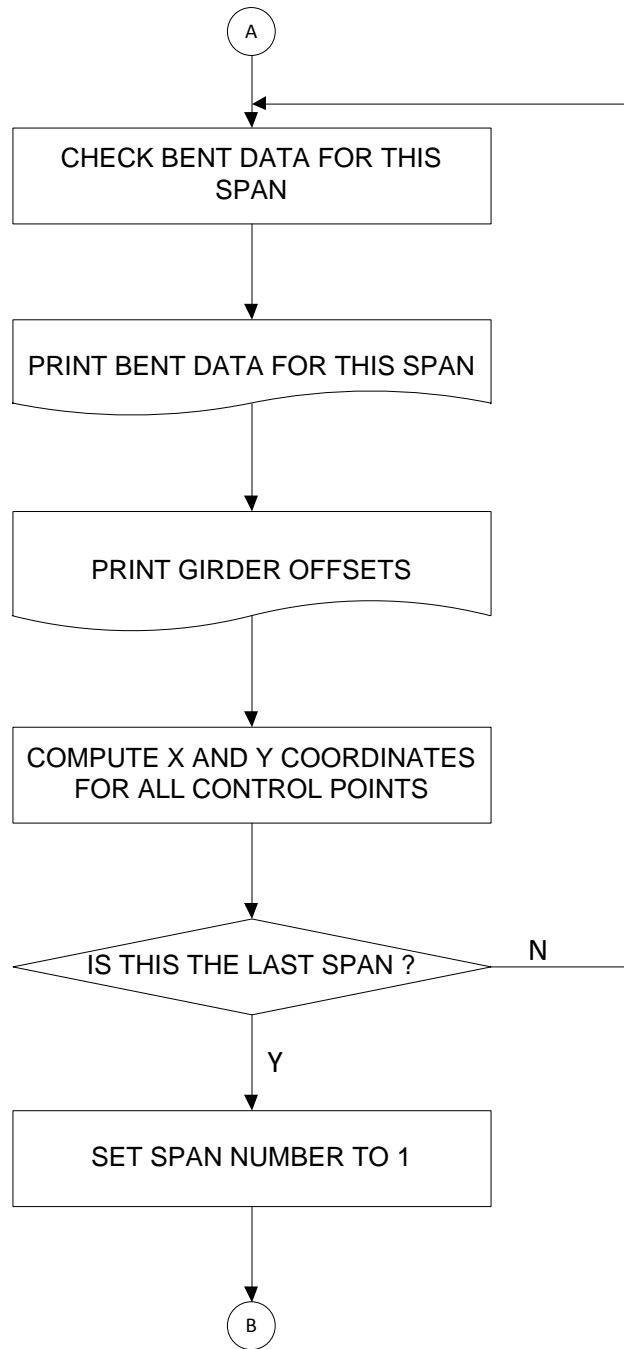 A
CHECK BENT DATA FOR THIS
SPAN
PRINT BENT DATA FOR THIS SPAN
PRINT GIRDER OFFSETS
COMPUTE X AND Y COORDINATES
FOR ALL CONTROL POINTS
IS THIS THE LAST SPAN ?
N
Y
SET SPAN NUMBER TO 1
B